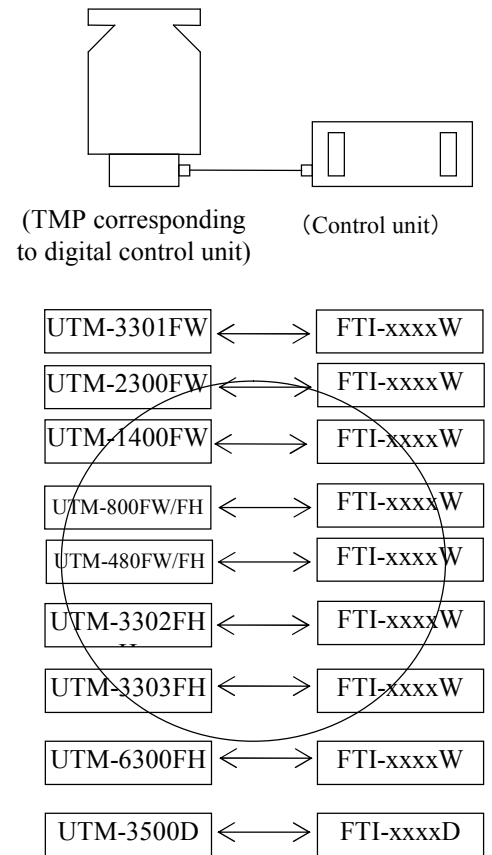 (TMP corresponding
to digital control unit)
(Control unit)
UTM-3301FW FTI-xxxxW
UTM-2300FW FTI-xxxxW
UTM-1400FW FTI-xxxxW
UTM-800FW/FH FTI-xxxxW
UTM-480FW/FH FTI-xxxxW
UTM-3302FH FTI-xxxxW
UTM-3303FH FTI-xxxxW
UTM-6300FH FTI-xxxxW
UTM-3500D FTI-xxxxD